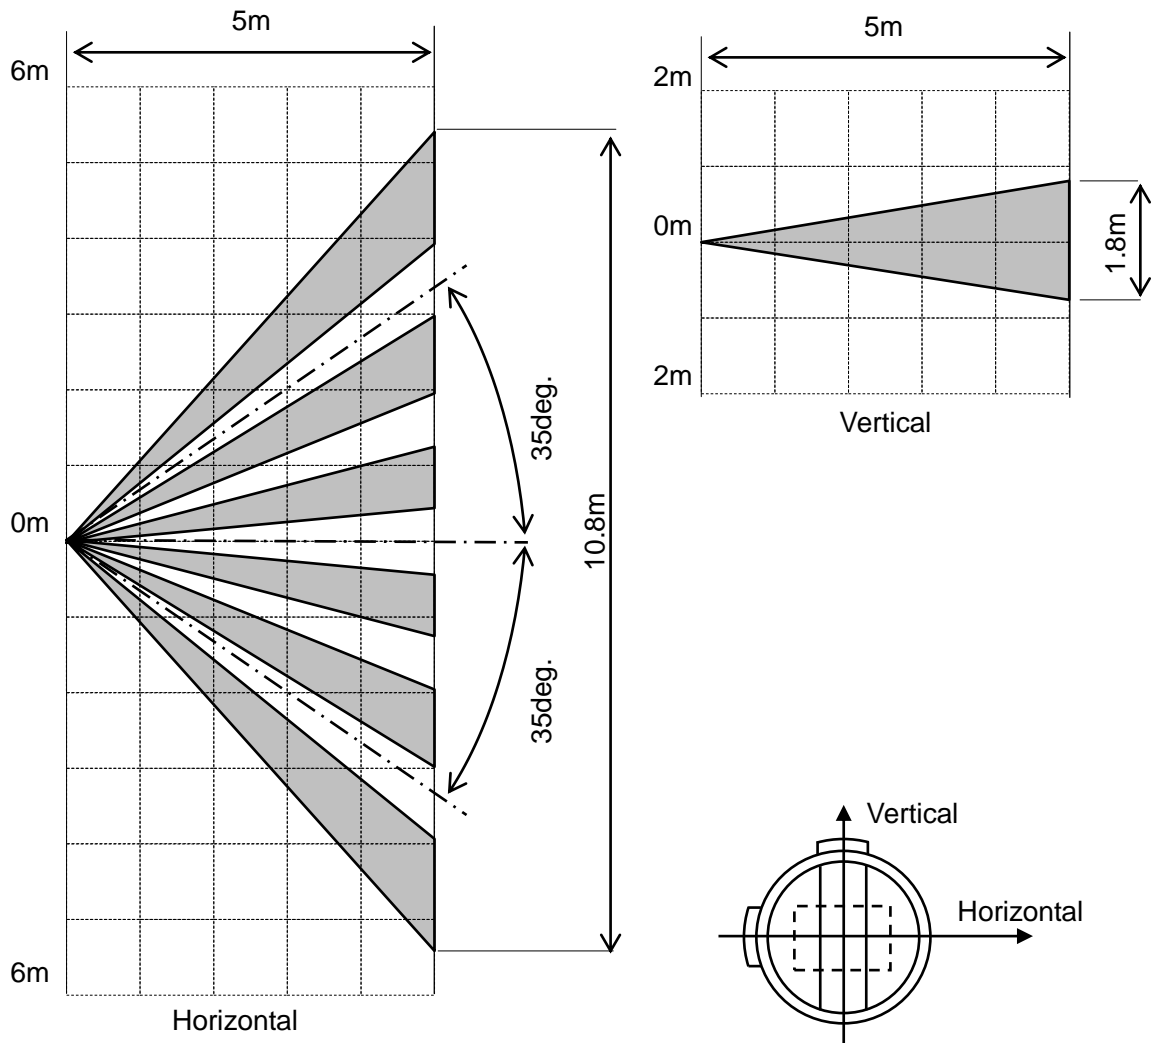 5m
6m
0m
6m
35deg.
35deg.
10.8m
Horizontal
5m
2m
0m
2m
1.8m
Vertical
Vertical
Horizontal